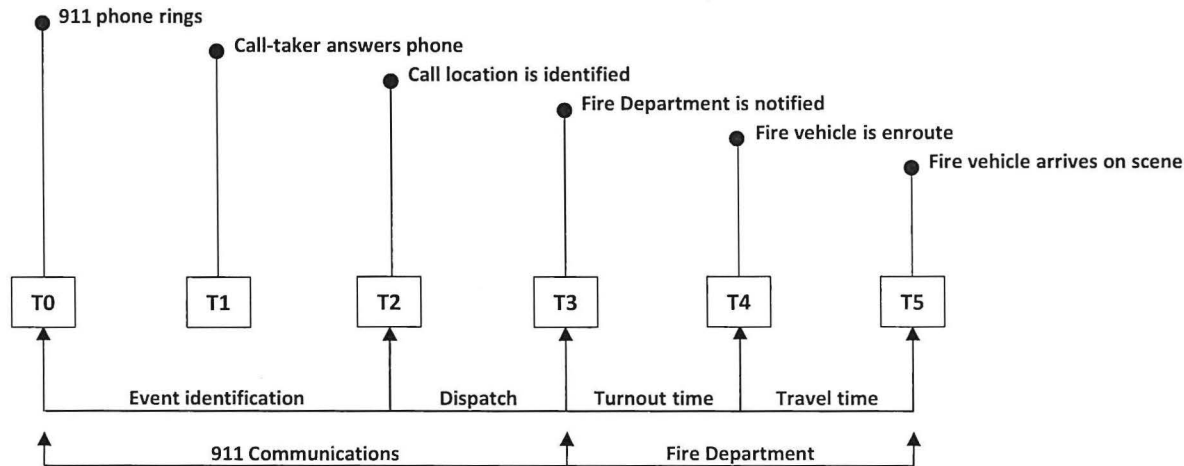 911 phone rings
Call-taker answers phone
Call location is identified
Fire Department is notified
Fire vehicle is enroute
Fire vehicle arrives on scene
T0 T1 T2 T3 T4 T5
Event identification Dispatch Turnout time Travel time
911 Communications Fire Department